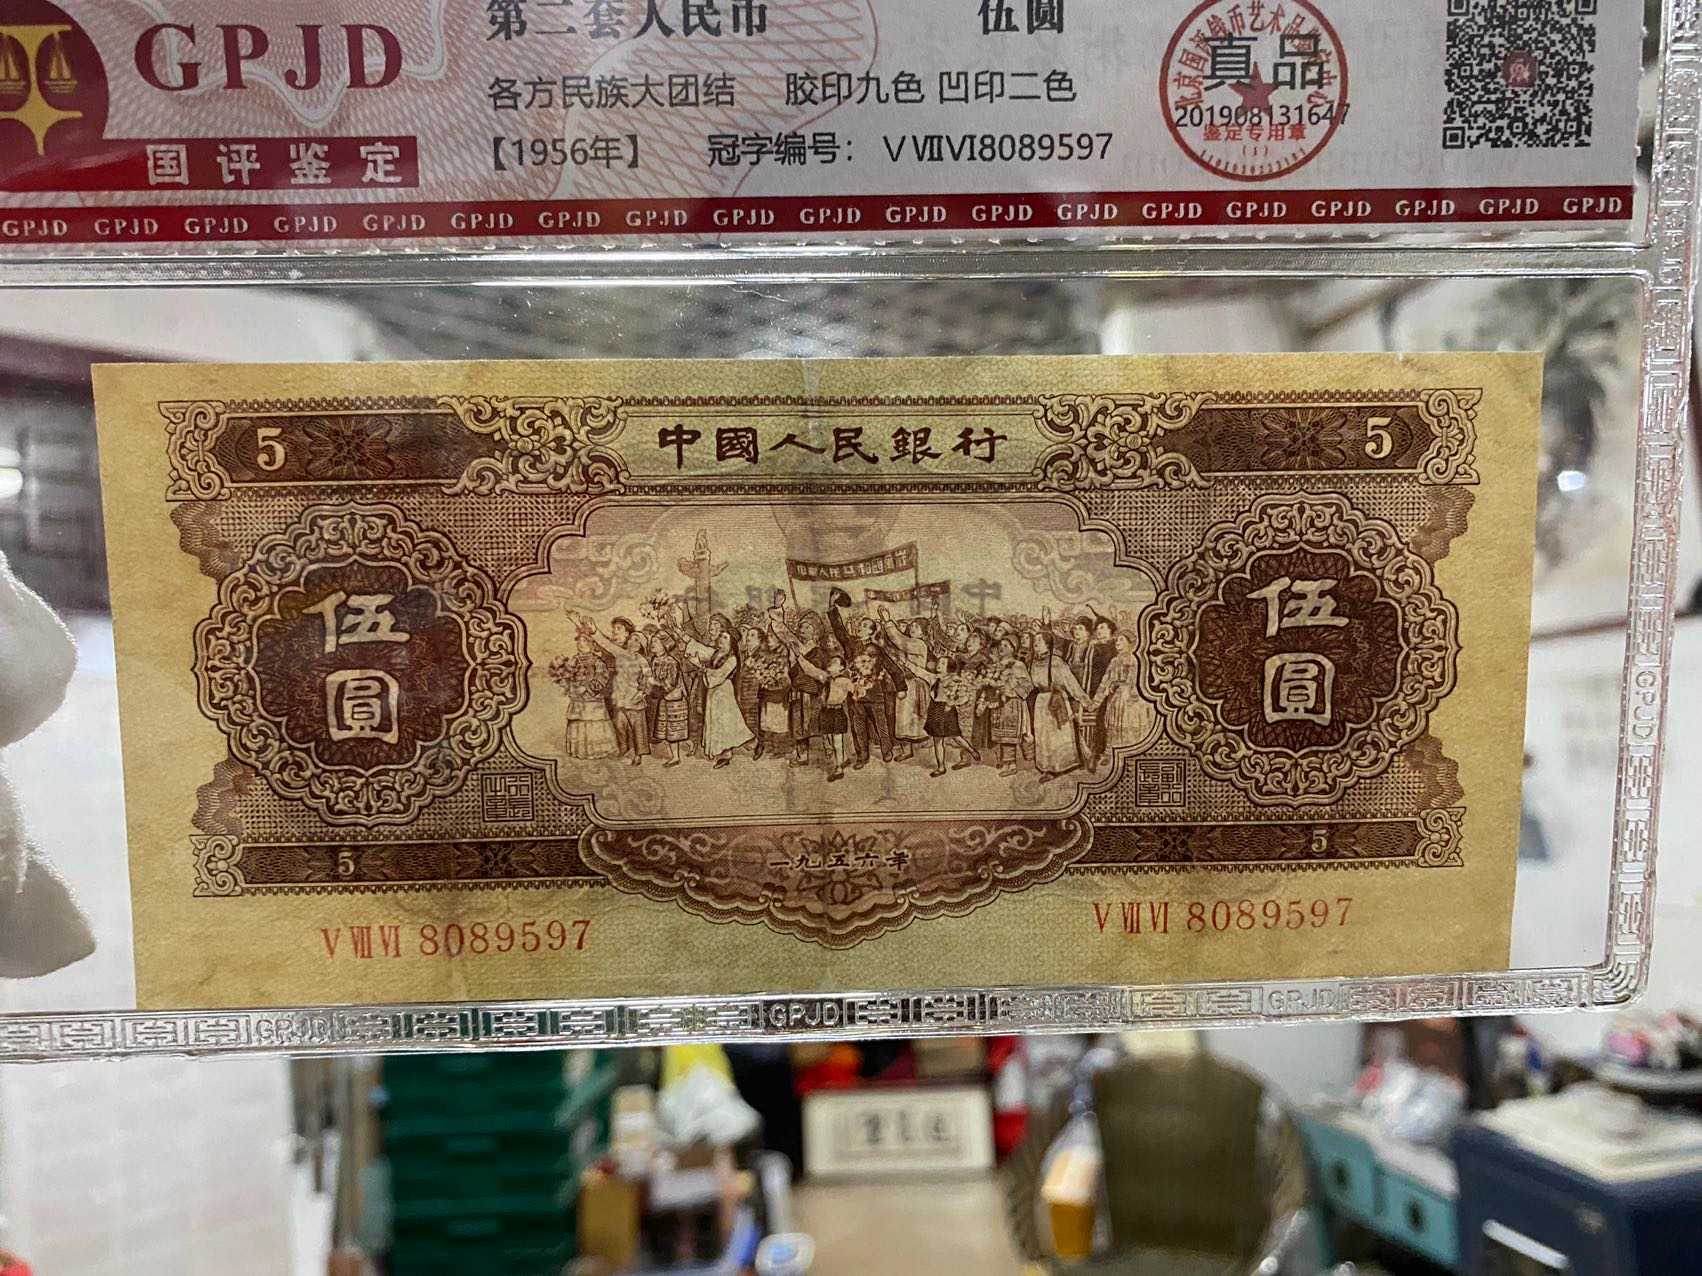 GPJD
国评鉴定
第二套人民币 伍圆
各方民族大团结 胶印九色 凹印二色
【1956年】 冠字编号： ⅤⅦⅥ8089597
真品
201908131647
鉴定专用章
(1)
GPJD GPJD GPJD GPJD GPJD GPJD GPJD GPJD GPJD GPJD GPJD GPJD GPJD GPJD GPJD GPJD GPJD GPJD GPJD
5 中國人民銀行 5
伍圓 伍圓
5 一九五六年 5
ⅤⅦⅥ 8089597 ⅤⅦⅥ 8089597
GPJD GPJD GPJD
GPJD